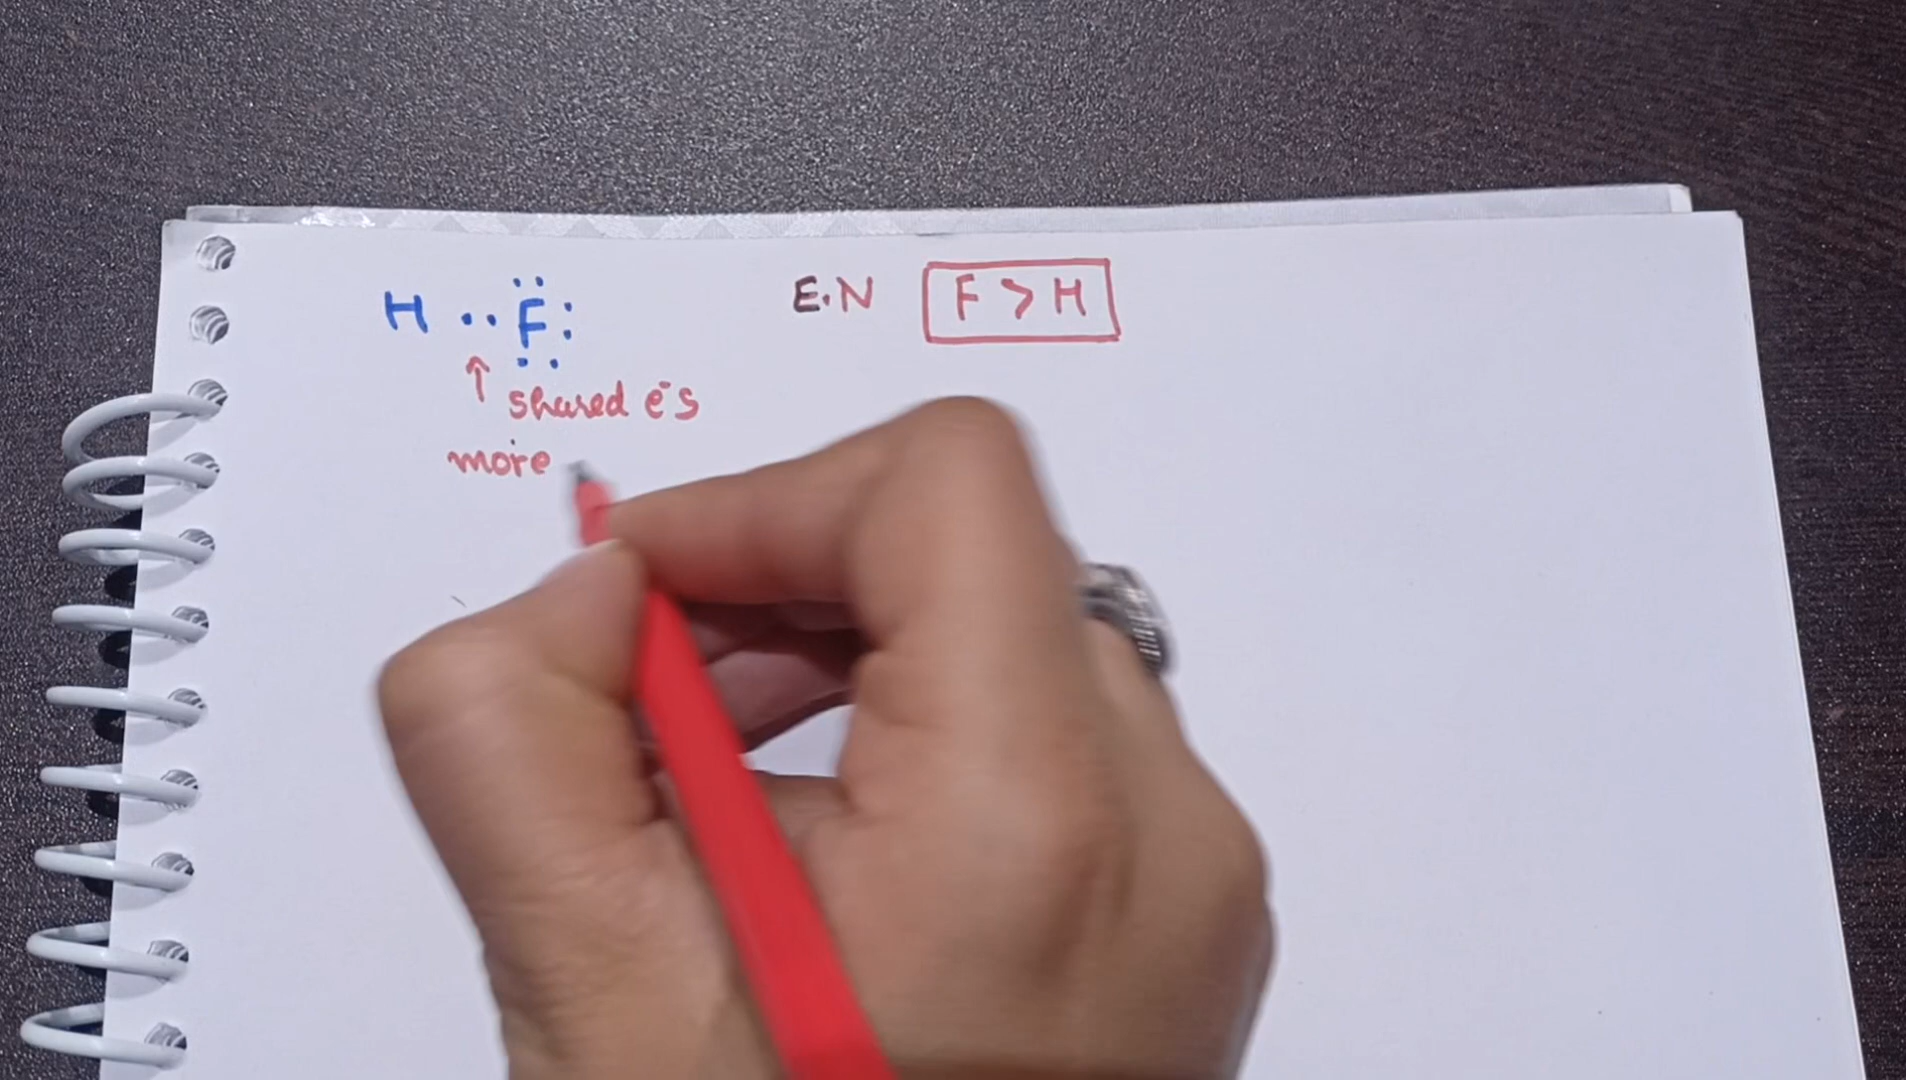 H ··F̈: E.N F > H
↑ shared e⁻s
more